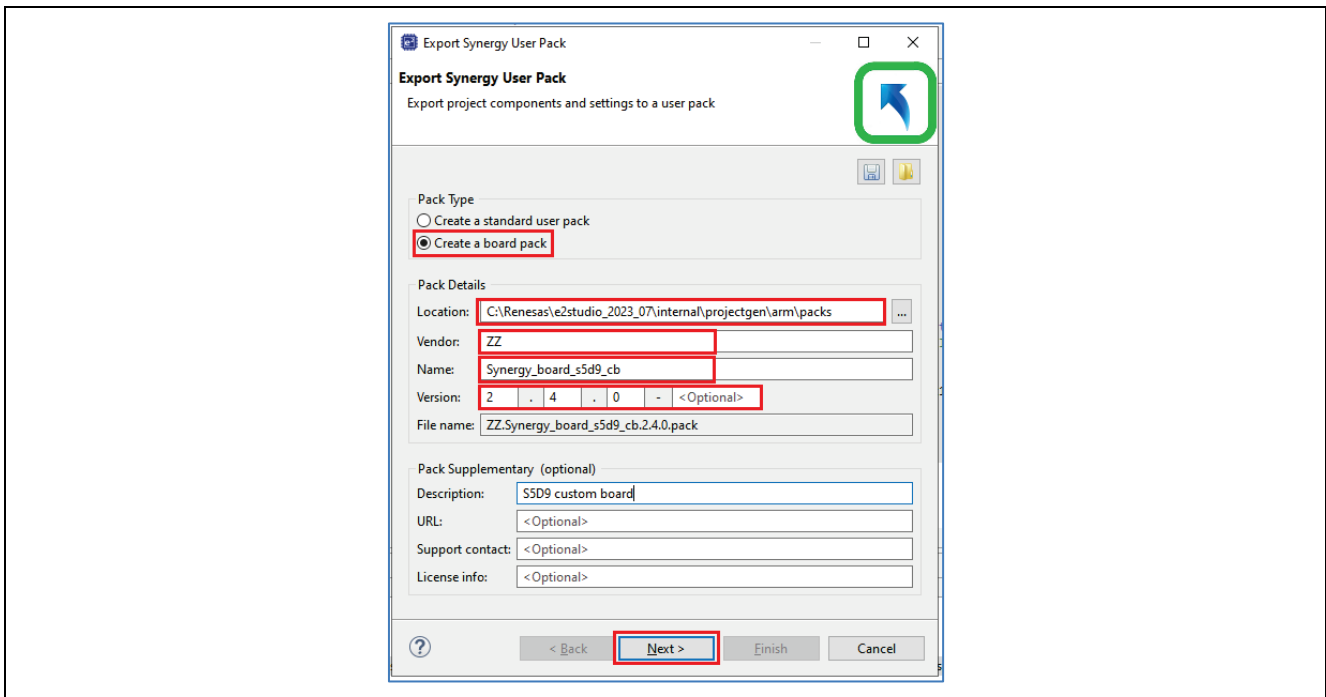 Export Synergy User Pack
Export Synergy User Pack
Export project components and settings to a user pack
Pack Type
Create a standard user pack
Create a board pack
Pack Details
Location: C:\Renesas\e2studio_2023_07\internal\projectgen\arm\packs ...
Vendor: ZZ
Name: Synergy_board_s5d9_cb
Version: 2 . 4 . 0 - <Optional>
File name: ZZ.Synergy_board_s5d9_cb.2.4.0.pack
Pack Supplementary (optional)
Description: S5D9 custom board
URL: <Optional>
Support contact: <Optional>
License info: <Optional>
? < Back Next > Finish Cancel